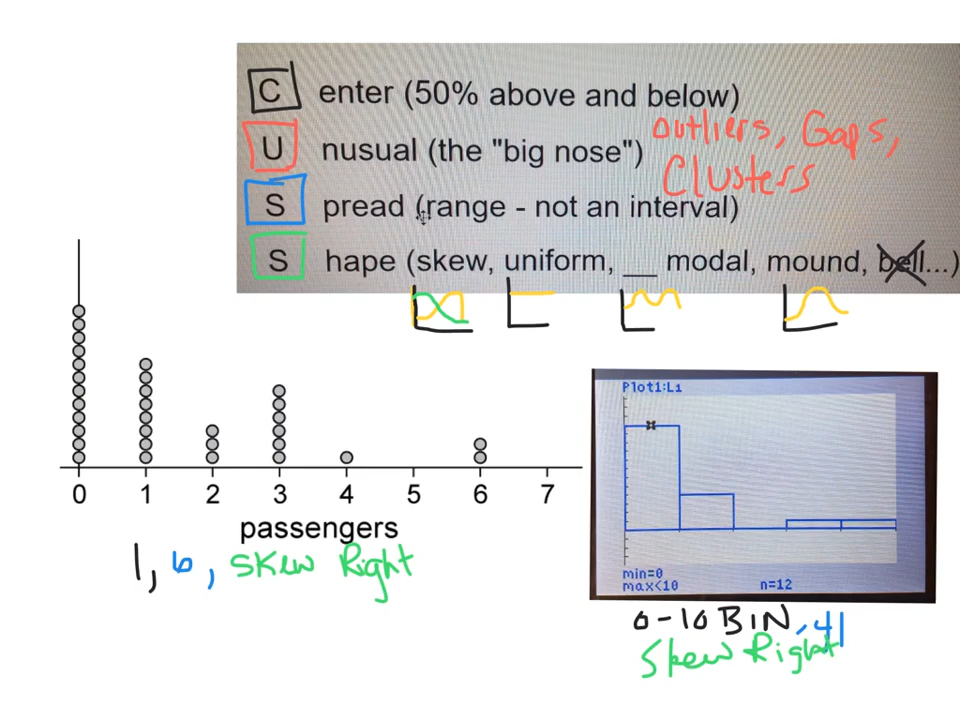 C enter (50% above and below)
U nusual (the "big nose") outliers, Gaps,
Clusters
S pread (range - not an interval)
S hape (skew, uniform, __ modal, mound, bell...)
0 1 2 3 4 5 6 7
passengers
1, 6, Skew Right
Plot1:L1
min=0
max<10 n=12
0-10 BIN, 41
Skew Right